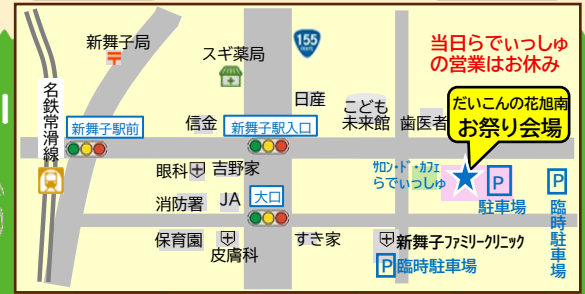 新舞子局
〒
スギ薬局
155
当日らでぃっしゅ
の営業はお休み
名鉄常滑線
新舞子駅前
信金
新舞子駅入口
日産
こども
未来館
歯医者
だいこんの花旭南
お祭り会場
眼科
吉野家
サロン・ド・カフェ
らでぃっしゅ
P
駐車場
P
臨時駐車場
消防署
JA
大口
保育園
皮膚科
すき家
新舞子ファミリークリニック
P臨時駐車場